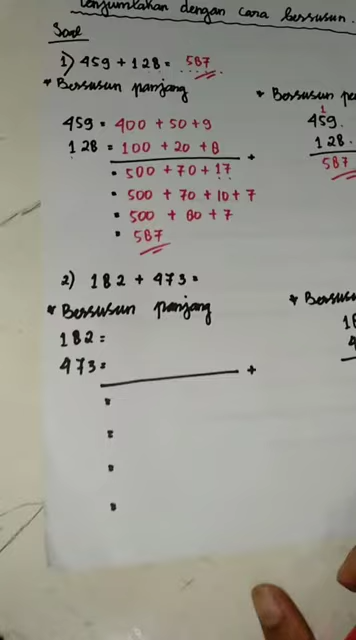 dengan cara bersusun.
Soal
1) 459 + 128 = 587
* Bersusun panjang
459 = 400 + 50 + 9
128 = 100 + 20 + 8 +
= 500 + 70 + 17
= 500 + 70 + 10 + 7
= 500 + 80 + 7
= 587
* Bersusun
1
459
128
587
2) 182 + 473 =
* Bersusun panjang
182 =
473 = +
=
=
=
=